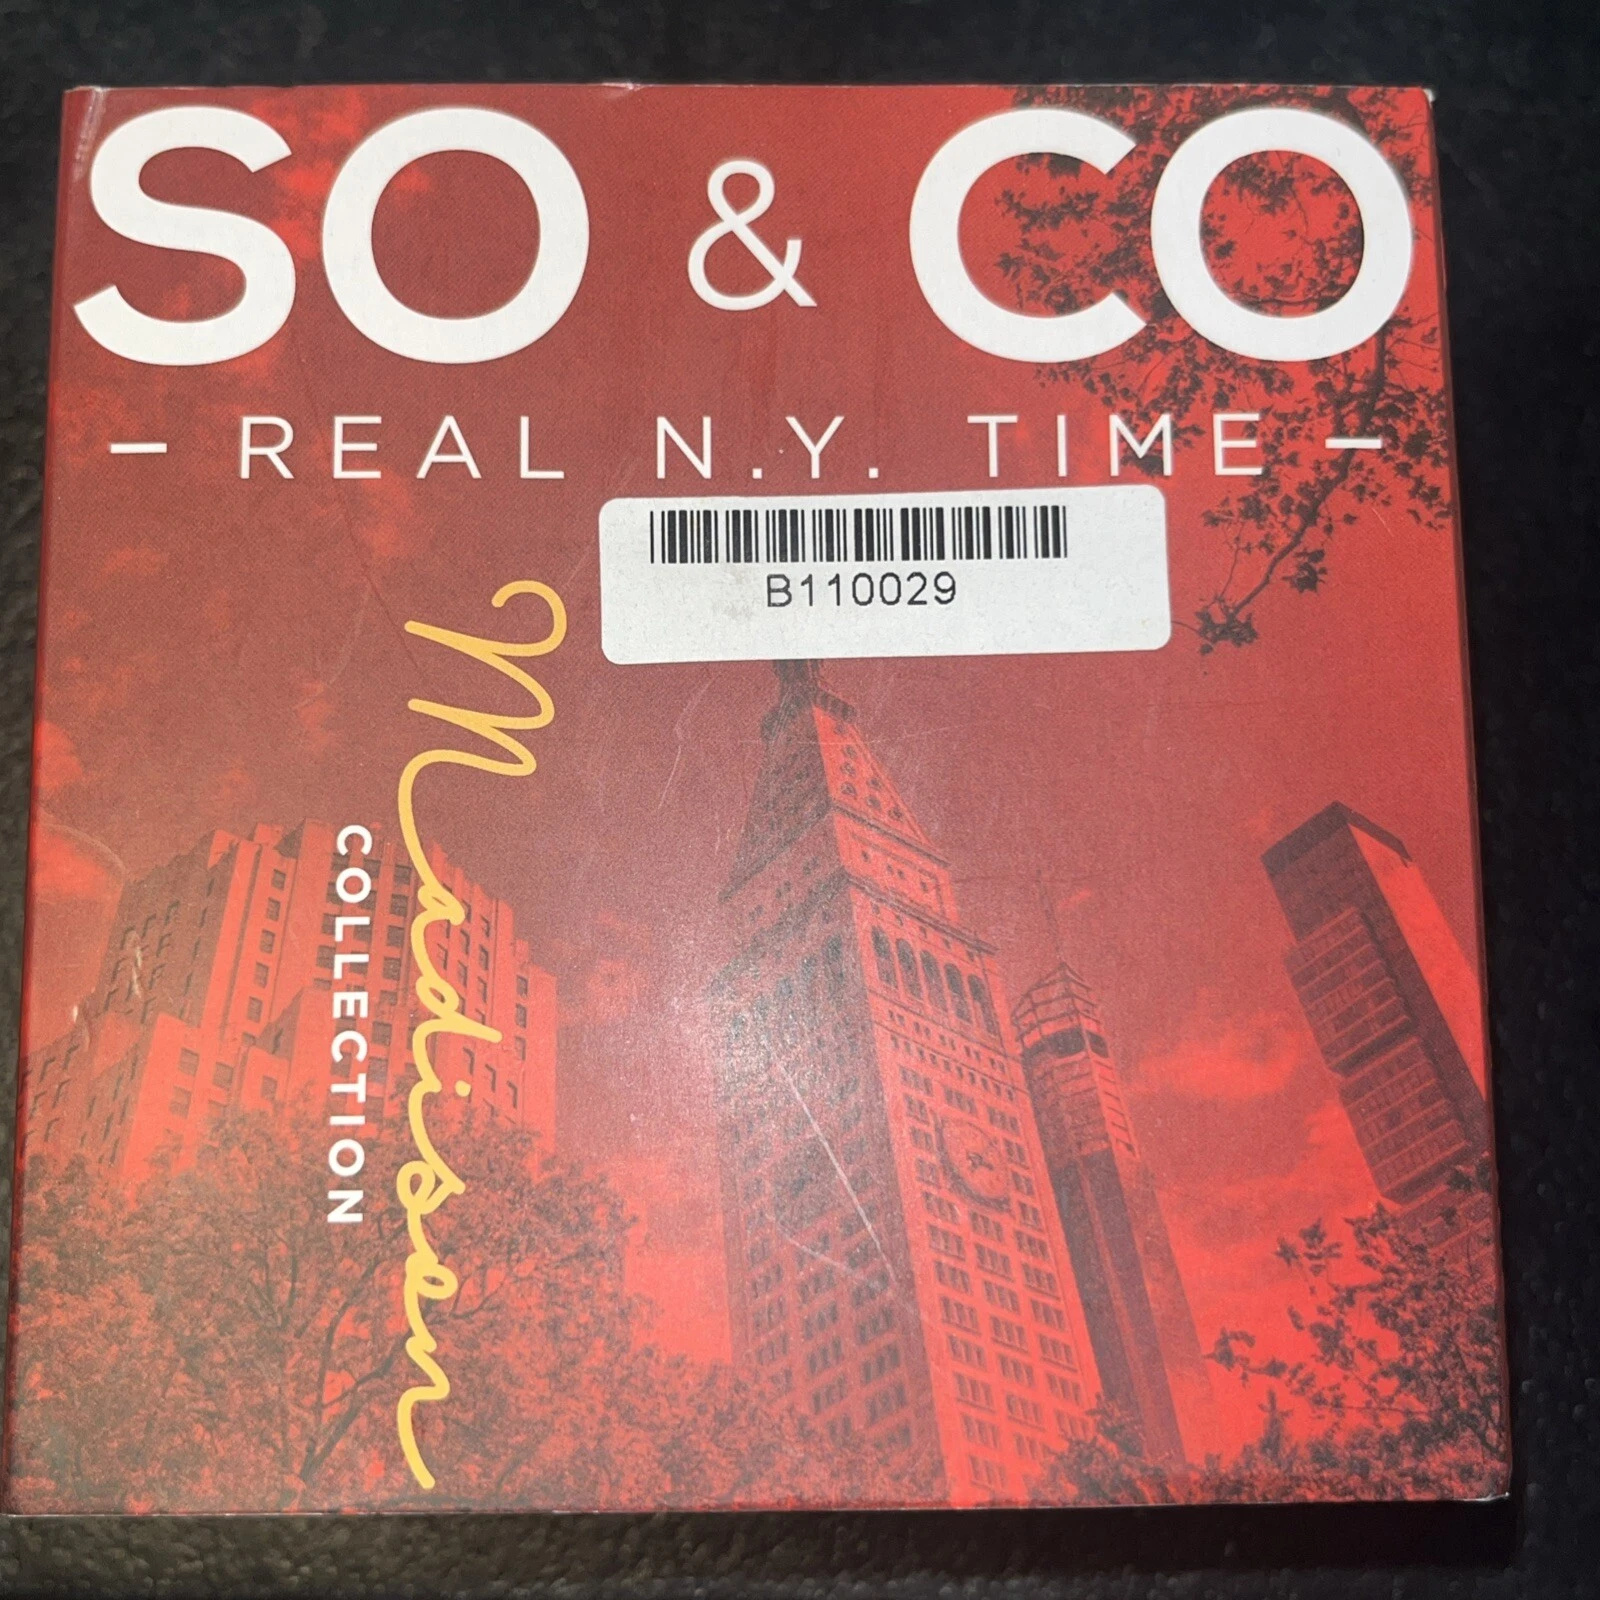 SO & CO
- REAL N.Y. TIME -
B110029
Madison
COLLECTION